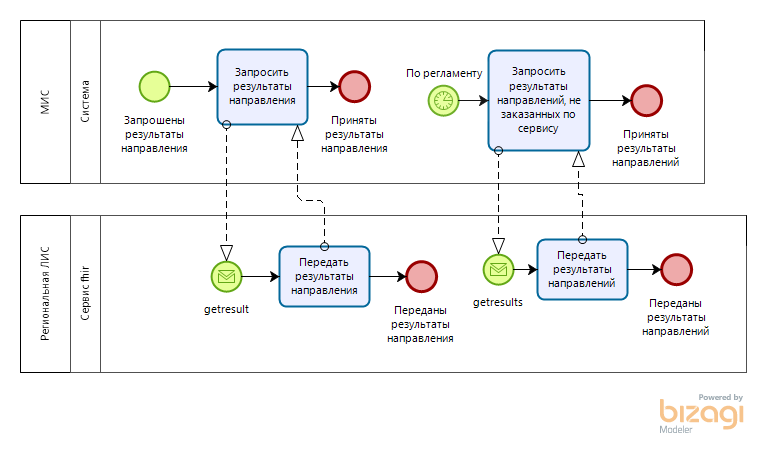 МИС
Система
Запрошены
результаты
направления
Запросить
результаты
направления
Приняты
результаты
направления
По регламенту
Запросить
результаты
направлений, не
заказанных по
сервису
Приняты
результаты
направлений
Региональная ЛИС
Сервис fhir
getresult
Передать
результаты
направления
Переданы
результаты
направления
getresults
Передать
результаты
направлений
Переданы
результаты
направлений
Powered by
bizagi
Modeler